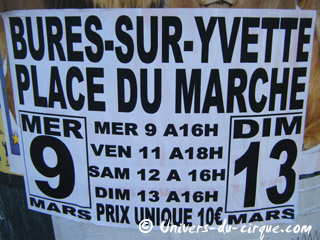 BURES-SUR-YVETTE
PLACE DU MARCHE
MER 9 MARS
MER 9 A16H
VEN 11 A18H
SAM 12 A 16H
DIM 13 A16H
PRIX UNIQUE 10€
DIM 13 MARS
© Univers-du-cirque.com